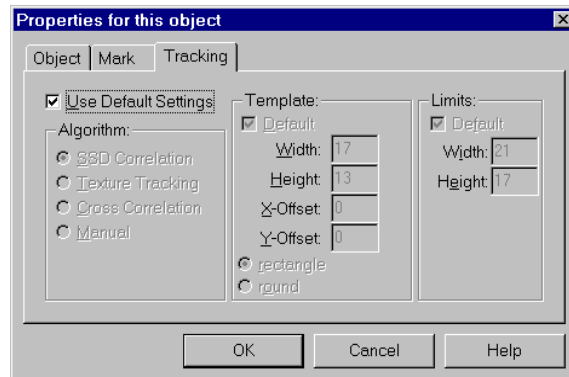 Properties for this object
Object Mark Tracking
Use Default Settings
Algorithm:
SSD Correlation
Texture Tracking
Cross Correlation
Manual
Template:
Default
Width: 17
Height: 13
X-Offset: 0
Y-Offset: 0
rectangle
round
Limits:
Default
Width: 21
Height: 17
OK Cancel Help